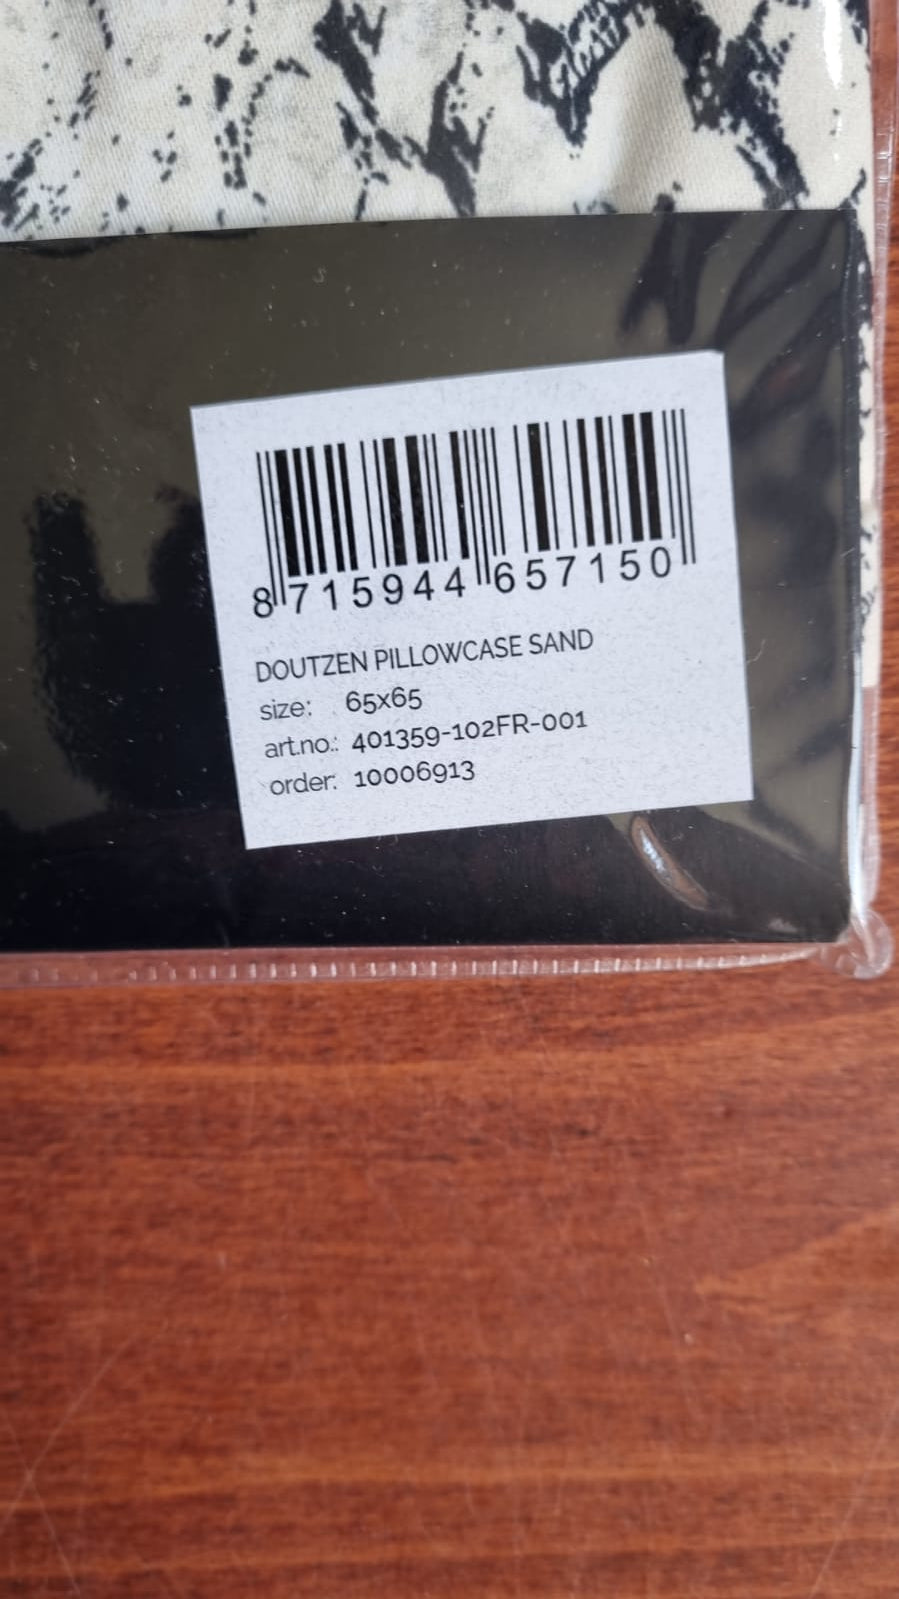 8 715944 657150
DOUTZEN PILLOWCASE SAND
size: 65x65
art.no.: 401359-102FR-001
order: 10006913